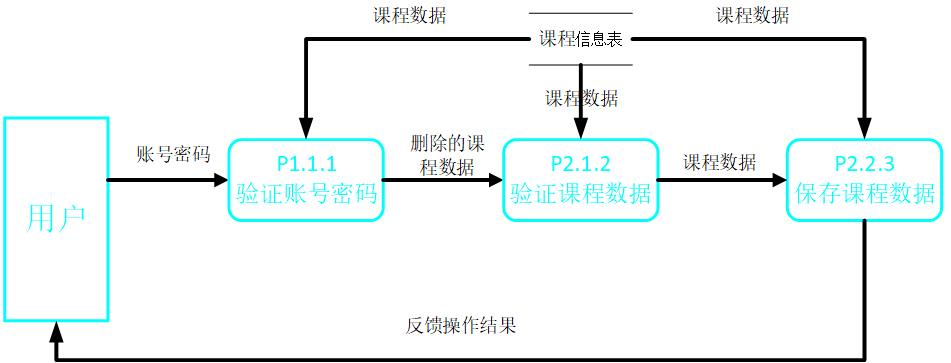 课程数据
课程信息表
课程数据
课程数据
用户
账号密码
P1.1.1
验证账号密码
删除的课
程数据
P2.1.2
验证课程数据
课程数据
P2.2.3
保存课程数据
反馈操作结果